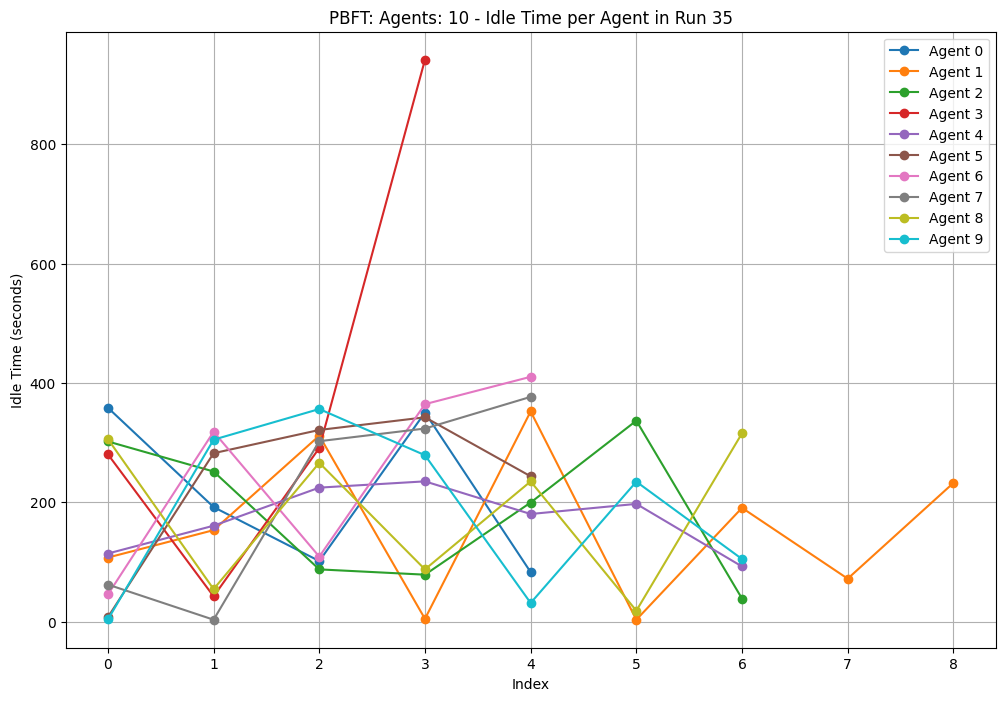 PBFT: Agents: 10 - Idle Time per Agent in Run 35
Idle Time (seconds)
800
600
400
200
0
0 1 2 3 4 5 6 7 8
Index
Agent 0
Agent 1
Agent 2
Agent 3
Agent 4
Agent 5
Agent 6
Agent 7
Agent 8
Agent 9